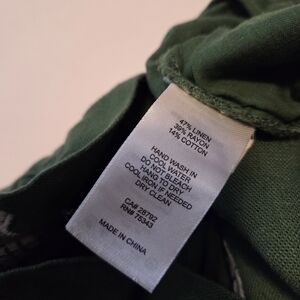 47% LINEN
39% RAYON
14% COTTON
HAND WASH IN
COOL WATER
DO NOT BLEACH
HANG TO DRY
COOL IRON IF NEEDED
DRY CLEAN
CA# 28792
RN# 75343
MADE IN CHINA